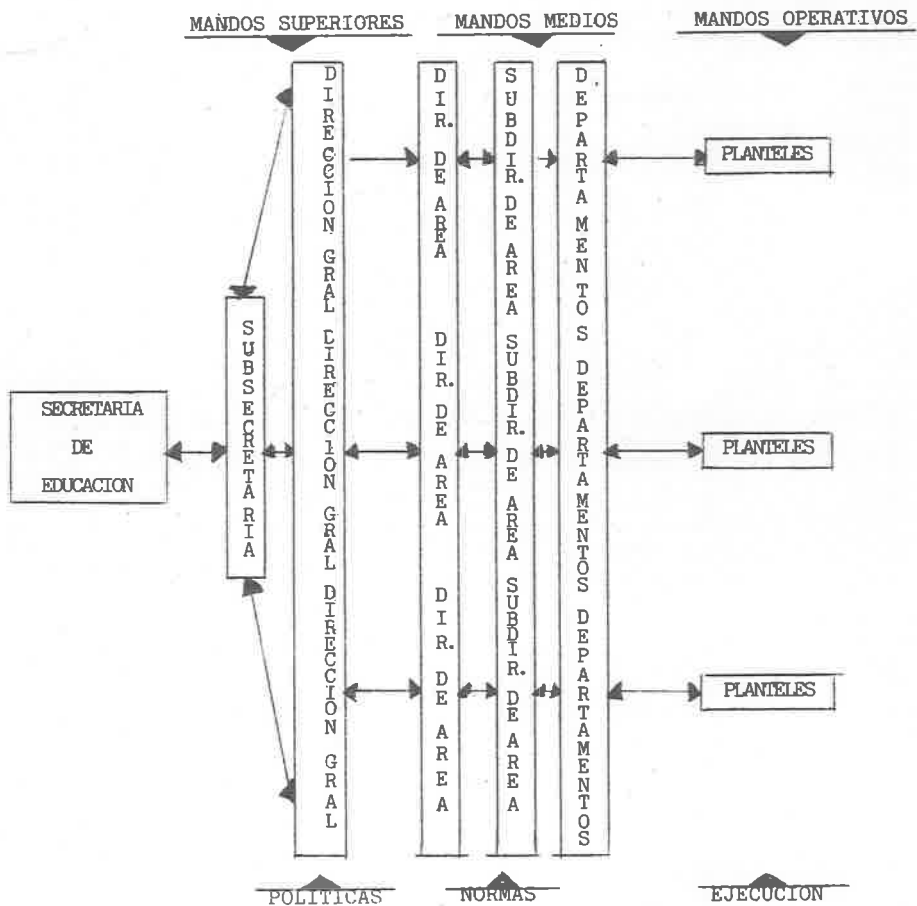 MANDOS SUPERIORES
MANDOS MEDIOS
MANDOS OPERATIVOS
SECRETARIA
DE
EDUCACION
SUBSECRETARIA
DIRECCION GRAL DIRECCION GRAL DIRECCION GRAL
DIR. DE AREA
DIR. DE AREA
DIR. DE AREA
SUBDIR. DE AREA SUBDIR. DE AREA SUBDIR. DE AREA
DEPARTAMENTOS DEPARTAMENTOS DEPARTAMENTOS
PLANTELES
PLANTELES
PLANTELES
POLITICAS
NORMAS
EJECUCION